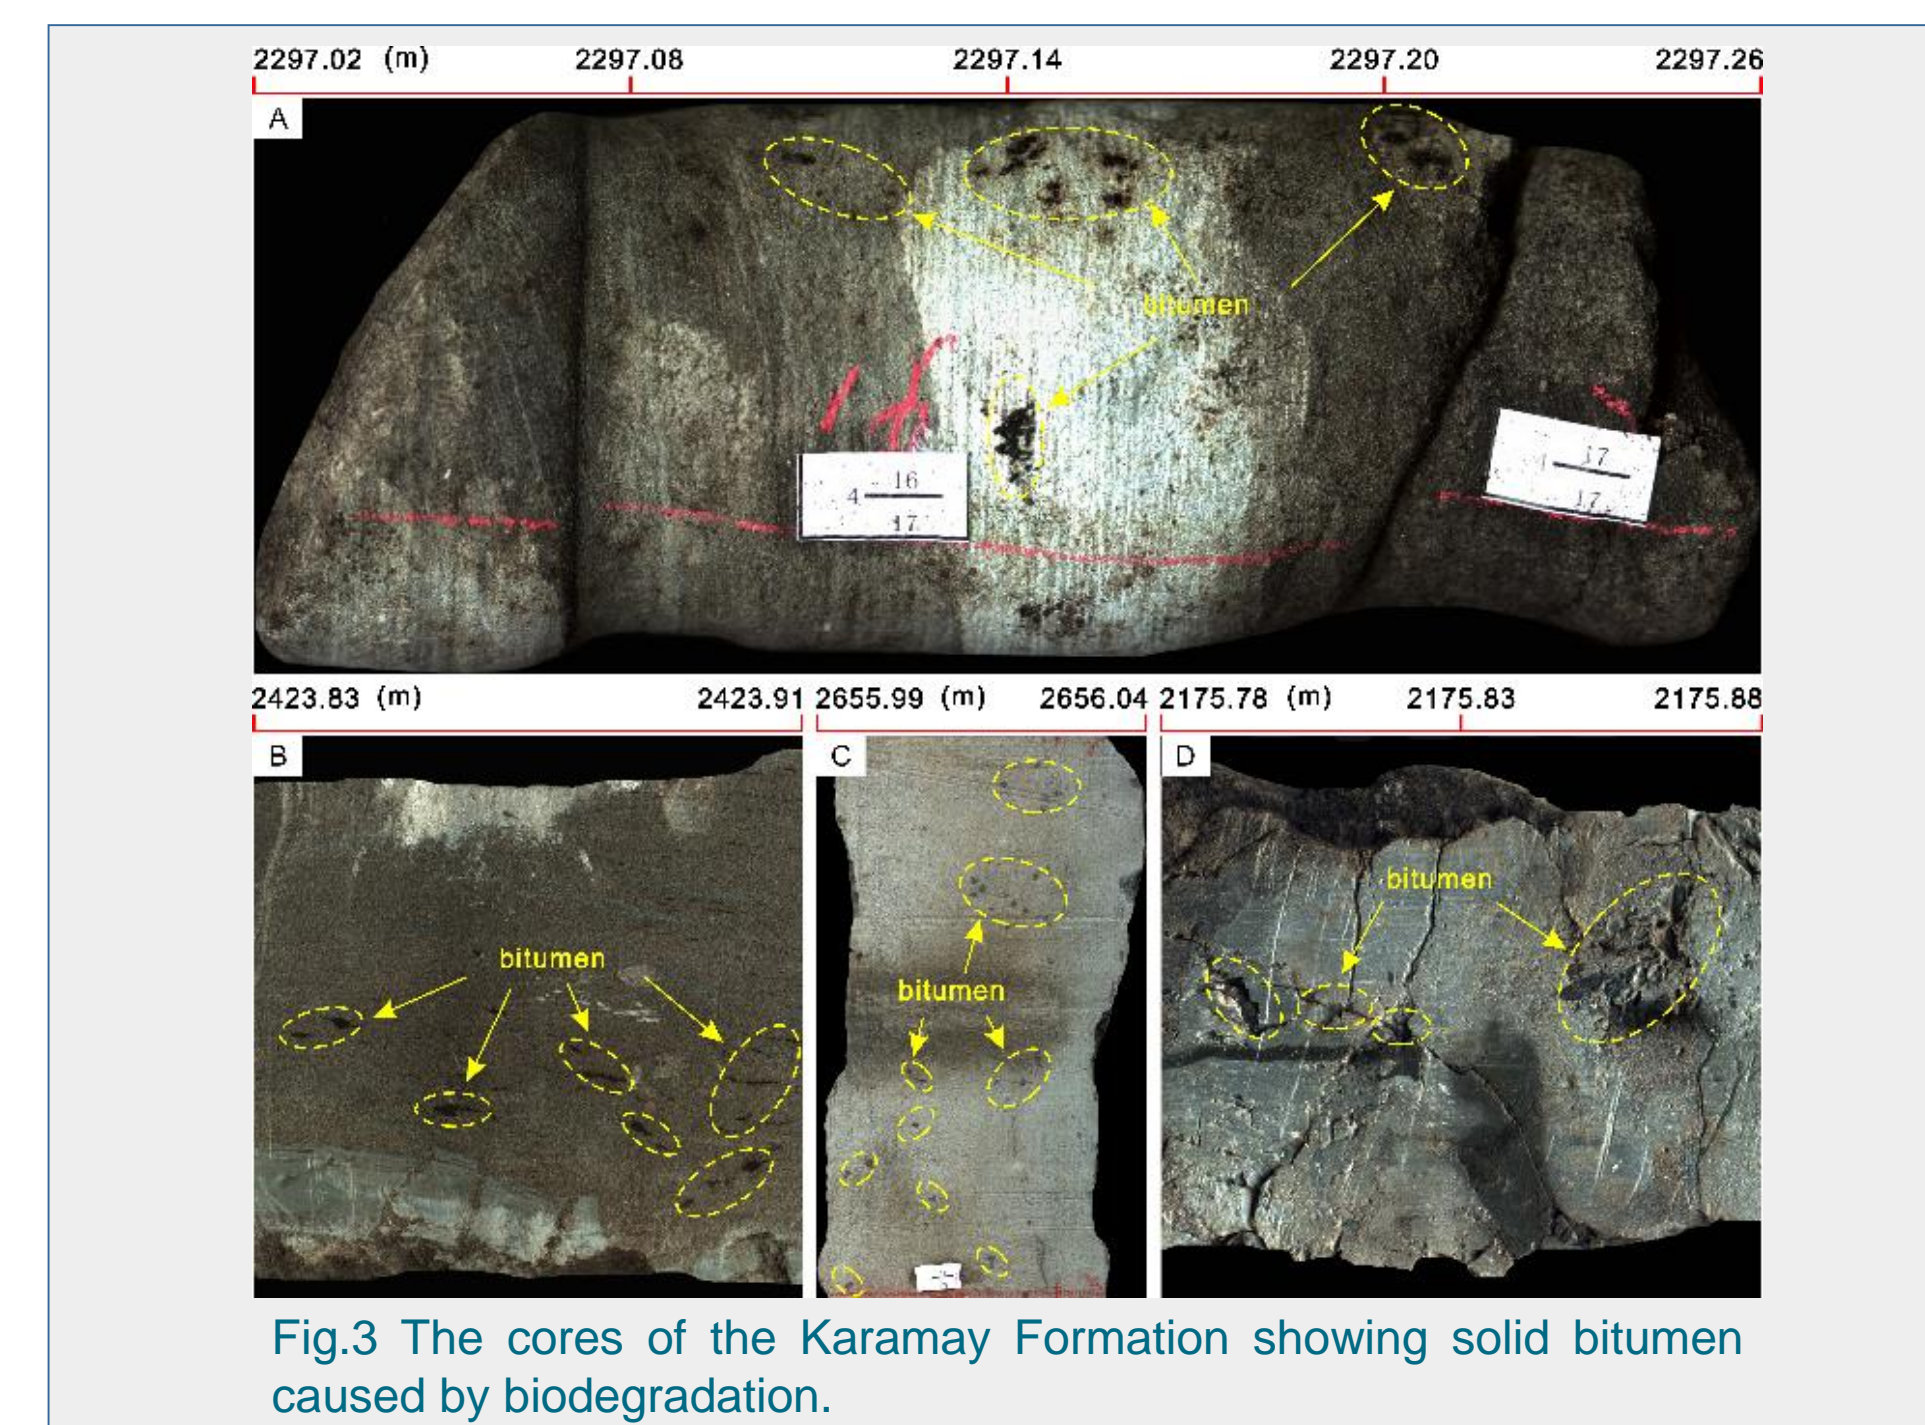 2297.02 (m) 2297.08 2297.14 2297.20 2297.26
A
bitumen
4 16
17
17
17
2423.83 (m) 2423.91 2655.99 (m) 2656.04 2175.78 (m) 2175.83 2175.88
B C D
bitumen
bitumen
bitumen
Fig.3 The cores of the Karamay Formation showing solid bitumen
caused by biodegradation.